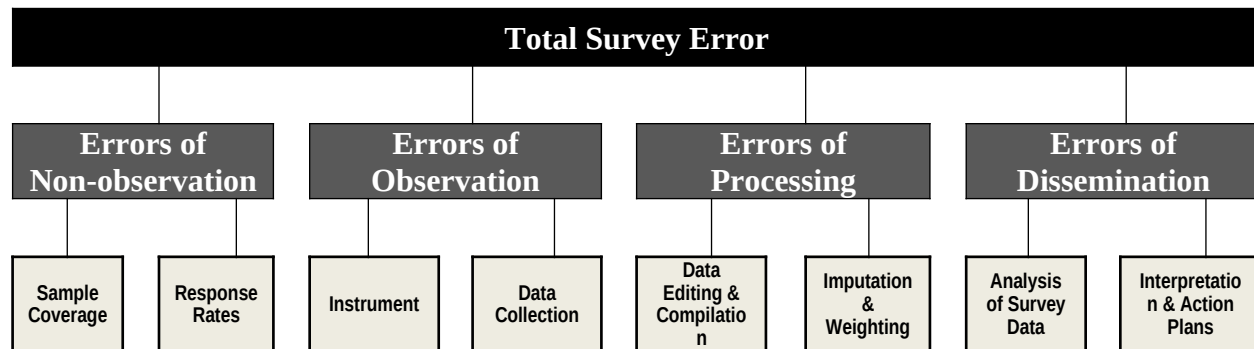 Total Survey Error
Errors of
Non-observation
Errors of
Observation
Errors of
Processing
Errors of
Dissemination
Sample
Coverage
Response
Rates
Instrument
Data
Collection
Data
Editing &
Compilatio
n
Imputation
&
Weighting
Analysis
of Survey
Data
Interpretatio
n & Action
Plans